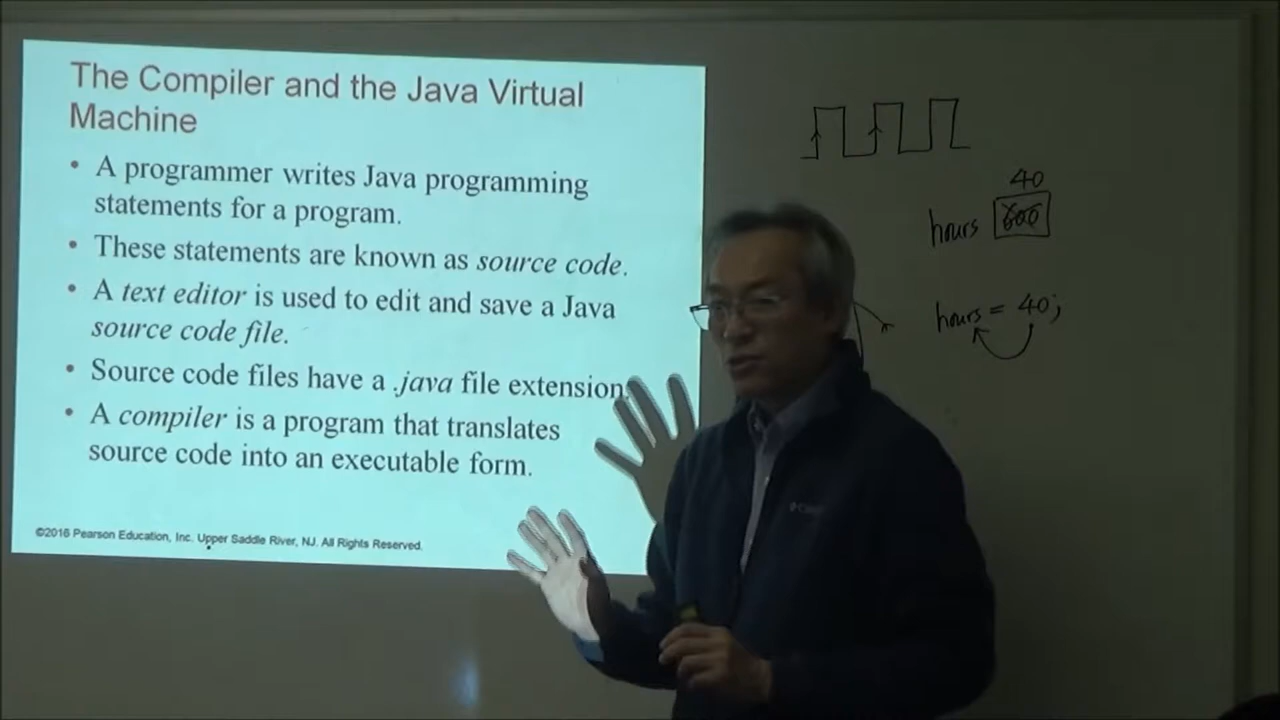 The Compiler and the Java Virtual
Machine
• A programmer writes Java programming
statements for a program.
• These statements are known as source code.
• A text editor is used to edit and save a Java
source code file.
• Source code files have a .java file extension.
• A compiler is a program that translates
source code into an executable form.
©2016 Pearson Education, Inc. Upper Saddle River, NJ. All Rights Reserved.
40
hours
hours = 40;